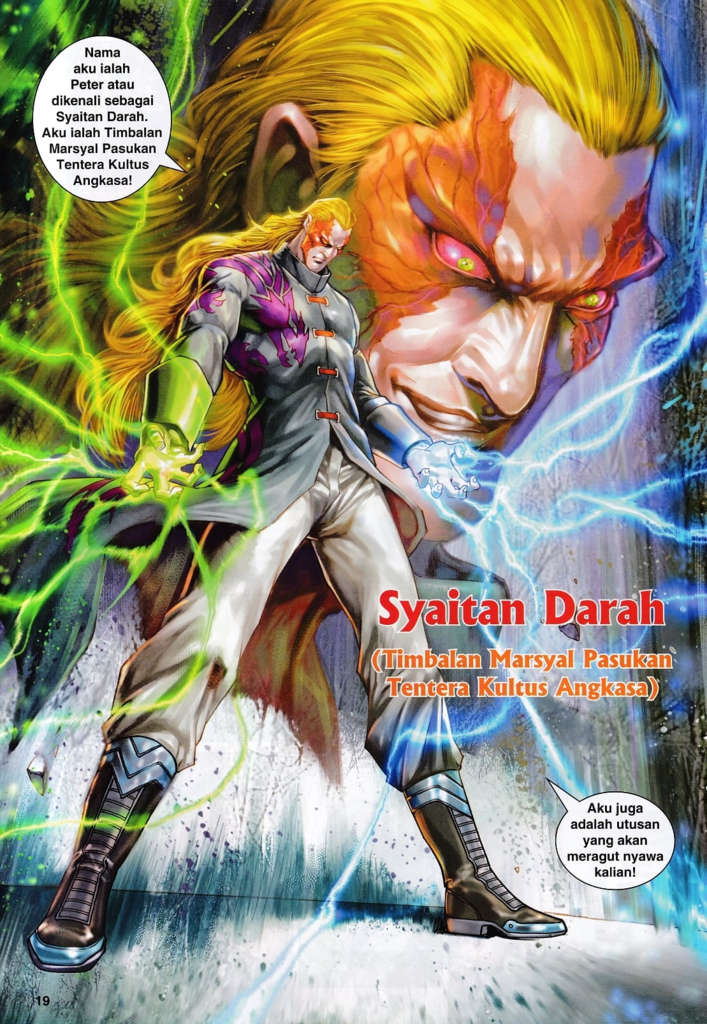 Nama
aku ialah
Peter atau
dikenali sebagai
Syaitan Darah.
Aku ialah Timbalan
Marsyal Pasukan
Tentera Kultus
Angkasa!
Syaitan Darah
(Timbalan Marsyal Pasukan
Tentera Kultus Angkasa)
Aku juga
adalah utusan
yang akan
meragut nyawa
kalian!
19